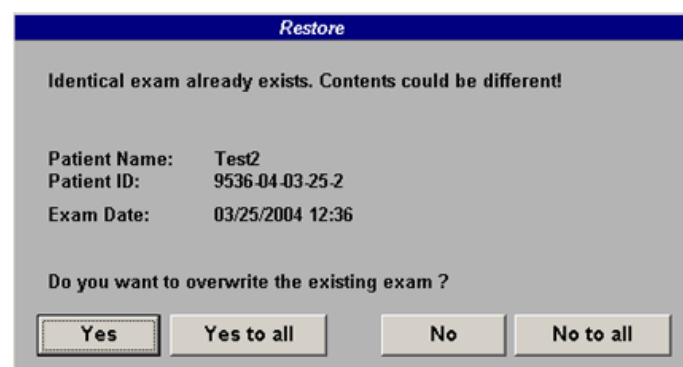 Restore
Identical exam already exists. Contents could be different!
Patient Name: Test2
Patient ID: 9536-04-03-25-2
Exam Date: 03/25/2004 12:36
Do you want to overwrite the existing exam ?
Yes Yes to all No No to all